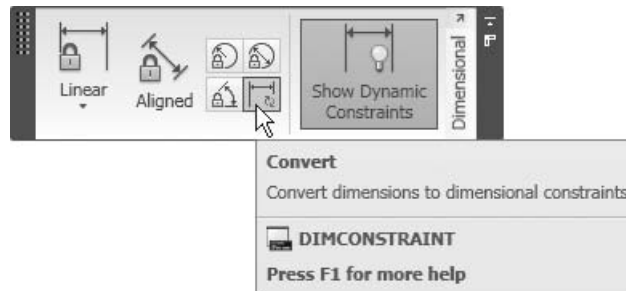 Linear
Aligned
Show Dynamic
Constraints
Dimensional
Convert
Convert dimensions to dimensional constraints
DIMCONSTRAINT
Press F1 for more help